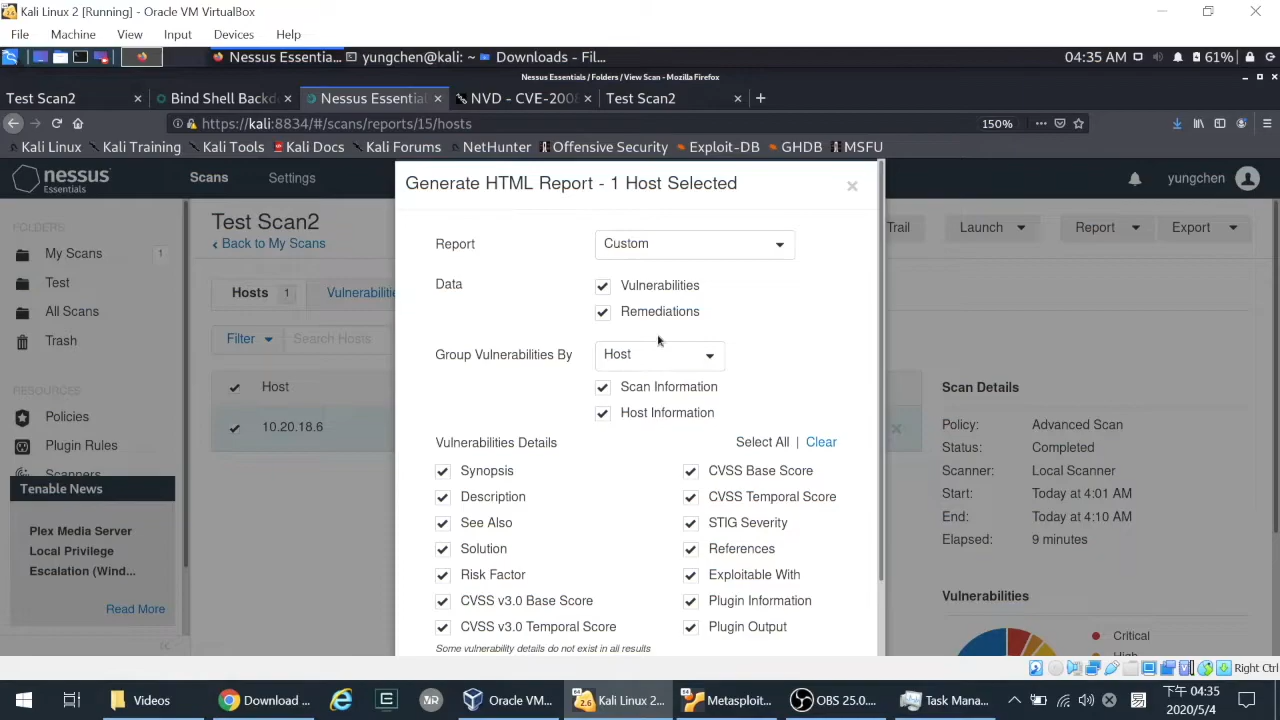 Kali Linux 2 [Running] - Oracle VM VirtualBox
File Machine View Input Devices Help
Nessus Essentia... yungchen@kali: ~ Downloads - Fil... 04:35 AM 61%
Nessus Essentials / Folders / View Scan - Mozilla Firefox
Test Scan2 × Bind Shell Backd × Nessus Essential × NVD - CVE-2008 × Test Scan2 × +
https://kali:8834/#/scans/reports/15/hosts 150%
Kali Linux Kali Training Kali Tools Kali Docs Kali Forums NetHunter Offensive Security Exploit-DB GHDB MSFU
nessus Essentials Scans Settings yungchen
Generate HTML Report - 1 Host Selected ×
Report Custom
Data Vulnerabilities
Remediations
Group Vulnerabilities By Host
Scan Information
Host Information
Vulnerabilities Details Select All | Clear
Synopsis CVSS Base Score
Description CVSS Temporal Score
See Also STIG Severity
Solution References
Risk Factor Exploitable With
CVSS v3.0 Base Score Plugin Information
CVSS v3.0 Temporal Score Plugin Output
Some vulnerability details do not exist in all results
FOLDERS
My Scans 1
Test
All Scans
Trash
RESOURCES
Policies
Plugin Rules
Scanners
Tenable News
Plex Media Server
Local Privilege
Escalation (Wind...
Read More
Test Scan2
Back to My Scans
Trail Launch Report Export
Hosts 1 Vulnerabilitie
Filter Search Hosts
Host
10.20.18.6
Scan Details
Policy: Advanced Scan
Status: Completed
Scanner: Local Scanner
Start: Today at 4:01 AM
End: Today at 4:10 AM
Elapsed: 9 minutes
Vulnerabilities
Critical
High
Right Ctrl
Videos Download ... Oracle VM... Kali Linux 2... Metasploit... OBS 25.0.... Task Mana... 下午 04:35
2020/5/4